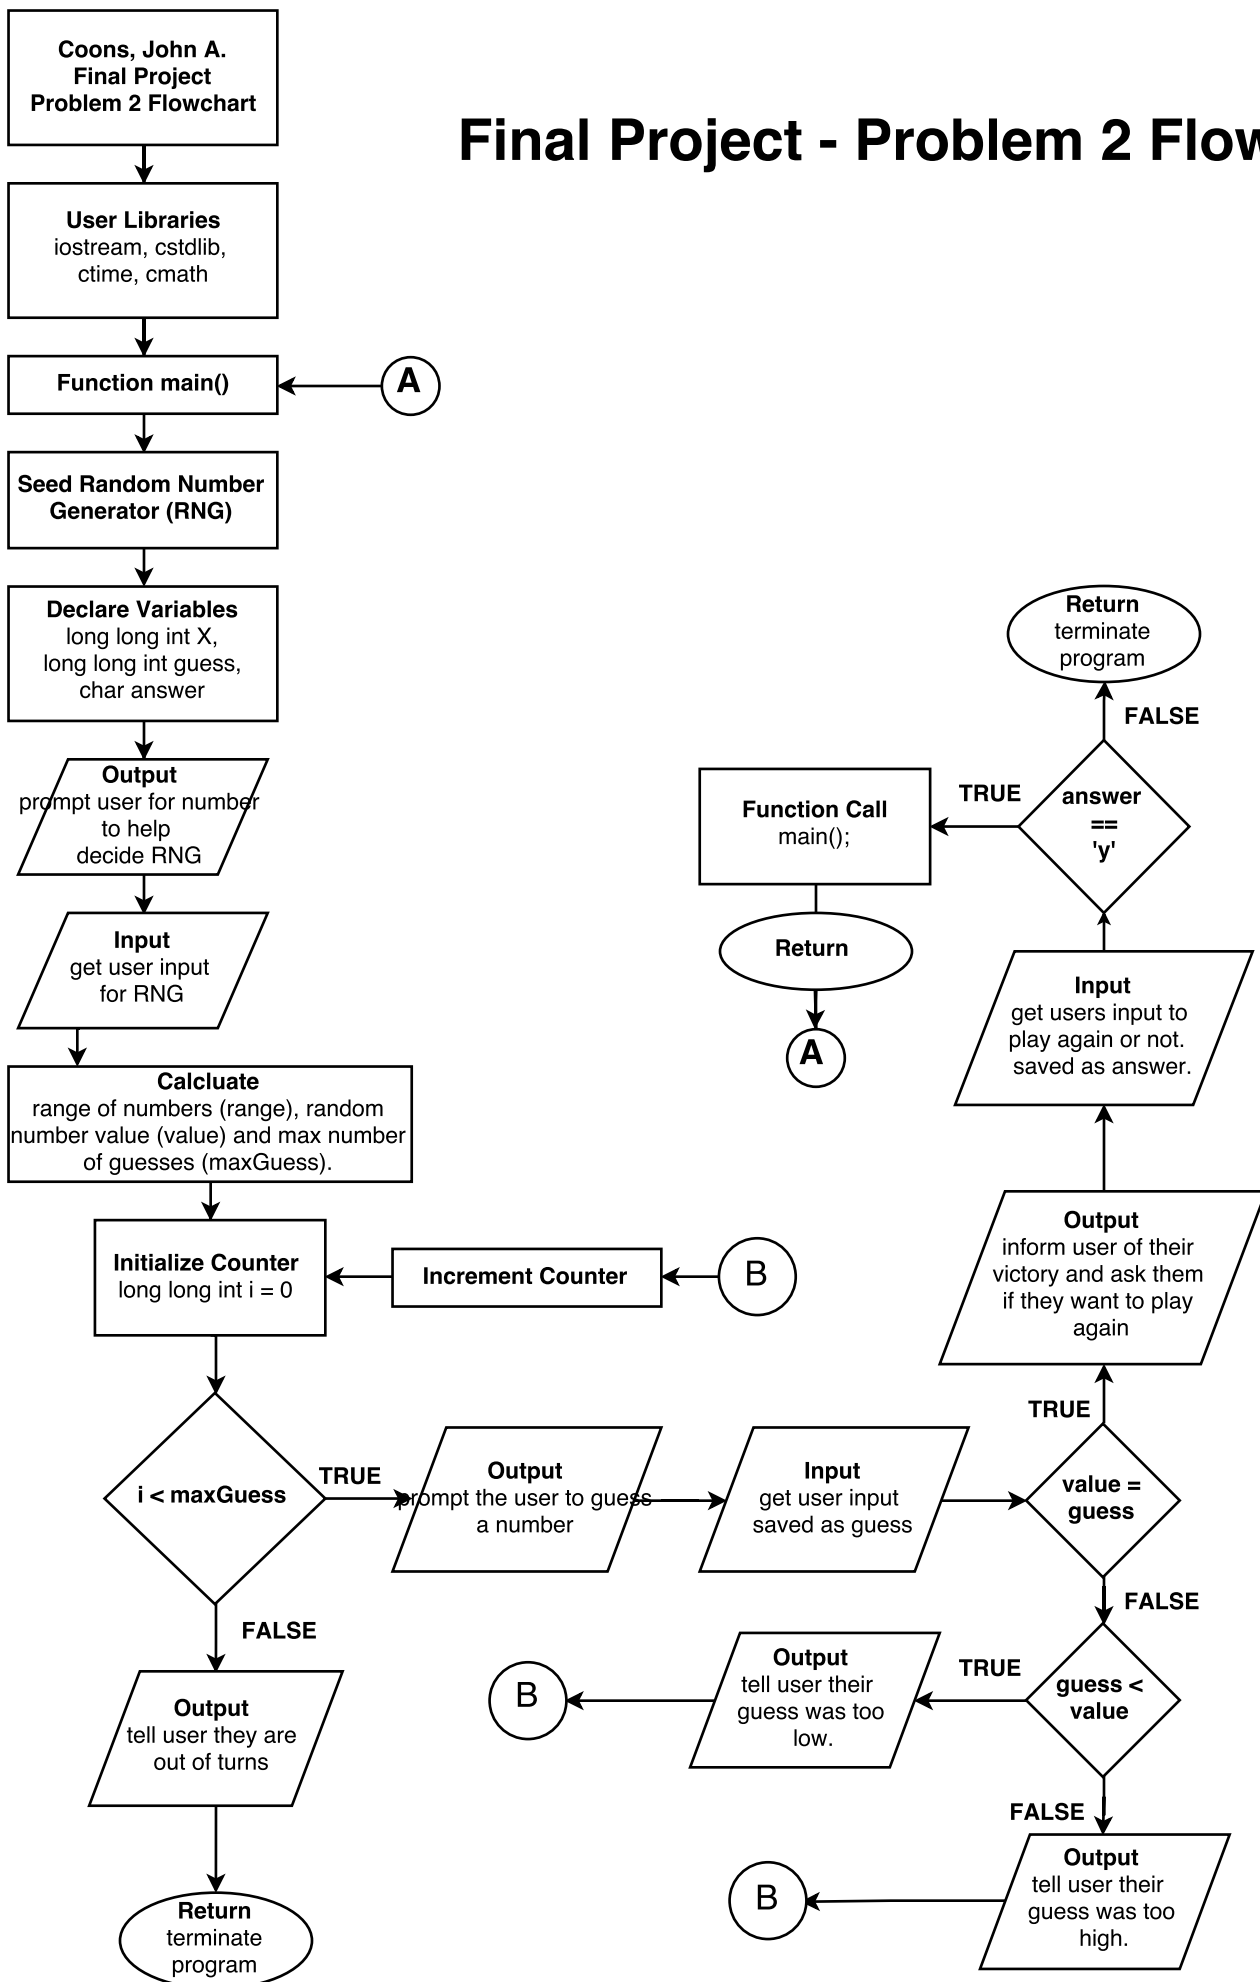 Coons, John A.
Final Project
Problem 2 Flowchart
Final Project - Problem 2 Flow
User Libraries
iostream, cstdlib,
ctime, cmath
Function main()
A
Seed Random Number
Generator (RNG)
Declare Variables
long long int X,
long long int guess,
char answer
Output
prompt user for number
to help
decide RNG
Input
get user input
for RNG
Calcluate
range of numbers (range), random
number value (value) and max number
of guesses (maxGuess).
Initialize Counter
long long int i = 0
Increment Counter
B
i < maxGuess
TRUE
Output
prompt the user to guess
a number
Input
get user input
saved as guess
value =
guess
TRUE
Output
inform user of their
victory and ask them
if they want to play
again
Input
get users input to
play again or not.
saved as answer.
answer
==
'y'
FALSE
Return
terminate
program
TRUE
Function Call
main();
Return
A
FALSE
guess <
value
TRUE
Output
tell user their
guess was too
low.
B
FALSE
Output
tell user their
guess was too
high.
B
FALSE
Output
tell user they are
out of turns
Return
terminate
program